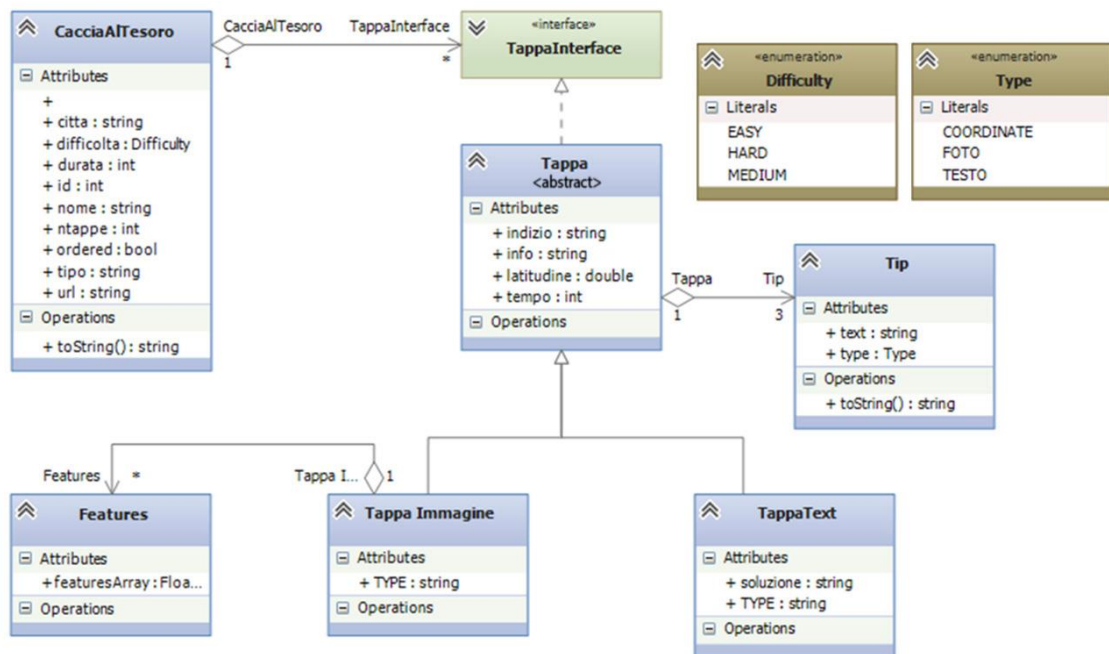 CacciaAlTesoro
Attributes
+
+ citta : string
+ difficolta : Difficulty
+ durata : int
+ id : int
+ nome : string
+ ntappe : int
+ ordered : bool
+ tipo : string
+ url : string
Operations
+ toString() : string
CacciaAlTesoro
1
TappaInterface
*
«interface»
TappaInterface
«enumeration»
Difficulty
Literals
EASY
HARD
MEDIUM
«enumeration»
Type
Literals
COORDINATE
FOTO
TESTO
Tappa
<abstract>
Attributes
+ indizio : string
+ info : string
+ latitudine : double
+ tempo : int
Operations
Tappa
1
Tip
3
Tip
Attributes
+ text : string
+ type : Type
Operations
+ toString() : string
Features
*
Tappa I...
1
Features
Attributes
+featuresArray : Floa...
Operations
Tappa Immagine
Attributes
+ TYPE : string
Operations
TappaText
Attributes
+ soluzione : string
+ TYPE : string
Operations